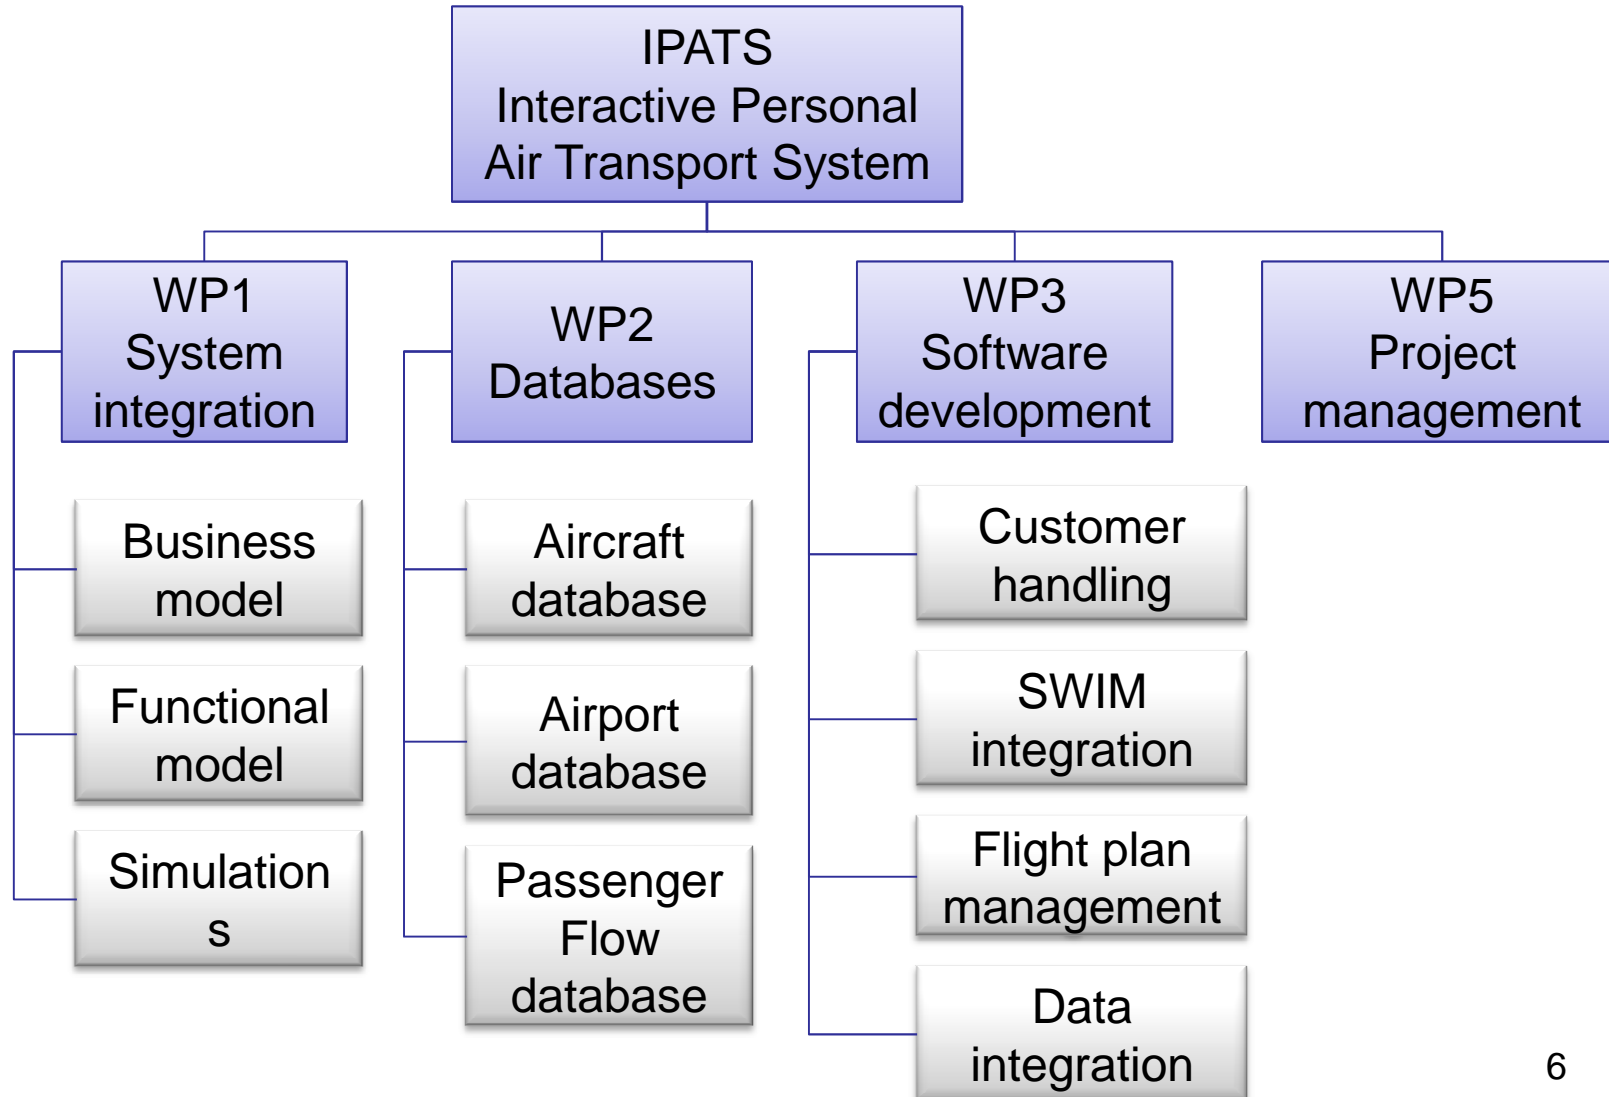 IPATS
Interactive Personal
Air Transport System
WP1
System
integration
WP2
Databases
WP3
Software
development
WP5
Project
management
Business
model
Functional
model
Simulation
s
Aircraft
database
Airport
database
Passenger
Flow
database
Customer
handling
SWIM
integration
Flight plan
management
Data
integration
6